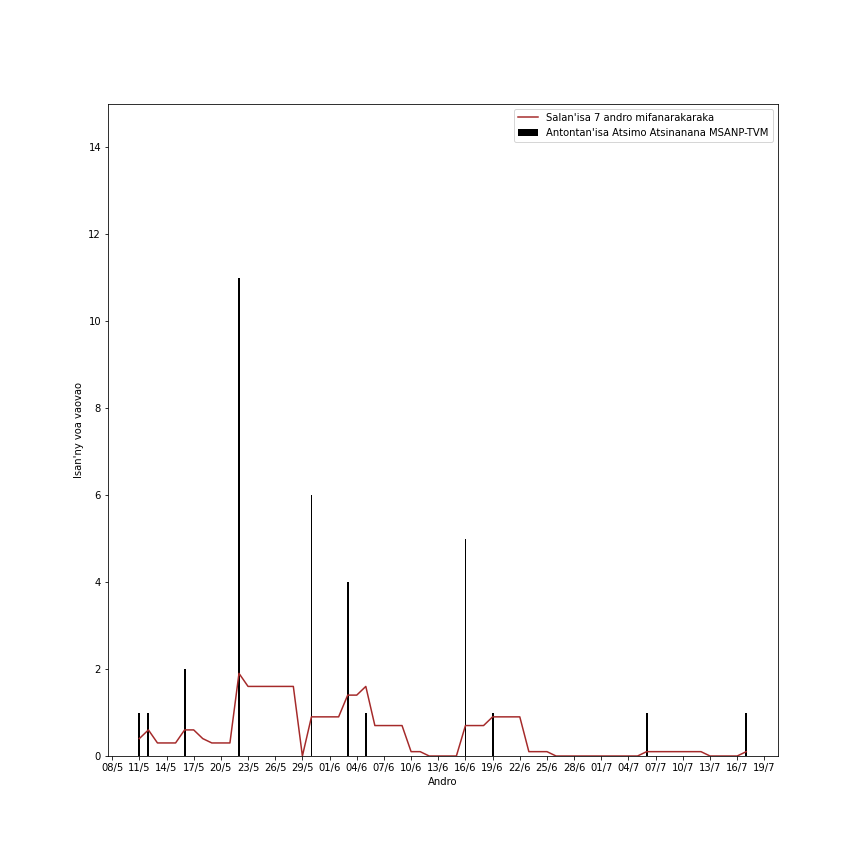 Salan'isa 7 andro mifanarakaraka
Antontan'isa Atsimo Atsinanana MSANP-TVM
14
12
10
8
6
4
2
0
Isan'ny voa vaovao
08/5 11/5 14/5 17/5 20/5 23/5 26/5 29/5 01/6 04/6 07/6 10/6 13/6 16/6 19/6 22/6 25/6 28/6 01/7 04/7 07/7 10/7 13/7 16/7 19/7
Andro